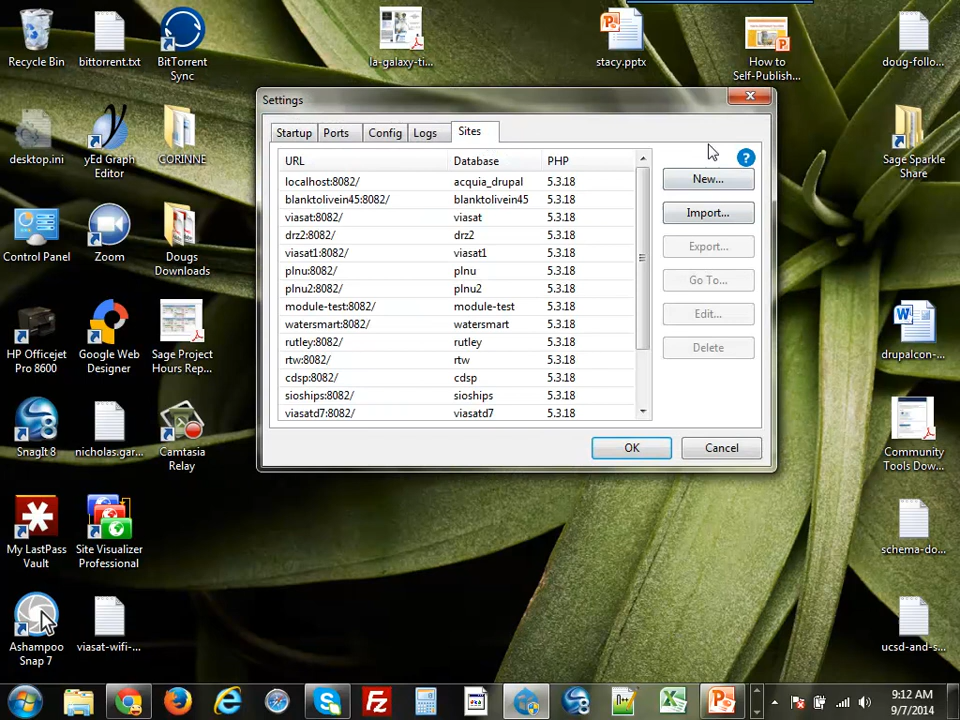 Recycle Bin
bittorrent.txt
BitTorrent
Sync
la-galaxy-ti...
stacy.pptx
How to
Self-Publish...
doug-follo...
desktop.ini
yEd Graph
Editor
CORINNE
Sage Sparkle
Share
Control Panel
Zoom
Dougs
Downloads
HP Officejet
Pro 8600
Google Web
Designer
Sage Project
Hours Rep...
drupalcon-...
SnagIt 8
nicholas.gar...
Camtasia
Relay
Community
Tools Dow...
My LastPass
Vault
Site Visualizer
Professional
schema-do...
Ashampoo
Snap 7
viasat-wifi-...
ucsd-and-s...
Settings
Startup Ports Config Logs Sites
URL Database PHP
localhost:8082/ acquia_drupal 5.3.18
blanktolivein45:8082/ blanktolivein45 5.3.18
viasat:8082/ viasat 5.3.18
drz2:8082/ drz2 5.3.18
viasat1:8082/ viasat1 5.3.18
plnu:8082/ plnu 5.3.18
plnu2:8082/ plnu2 5.3.18
module-test:8082/ module-test 5.3.18
watersmart:8082/ watersmart 5.3.18
rutley:8082/ rutley 5.3.18
rtw:8082/ rtw 5.3.18
cdsp:8082/ cdsp 5.3.18
sioships:8082/ sioships 5.3.18
viasatd7:8082/ viasatd7 5.3.18
?
New...
Import...
Export...
Go To...
Edit...
Delete
OK Cancel
9:12 AM
9/7/2014